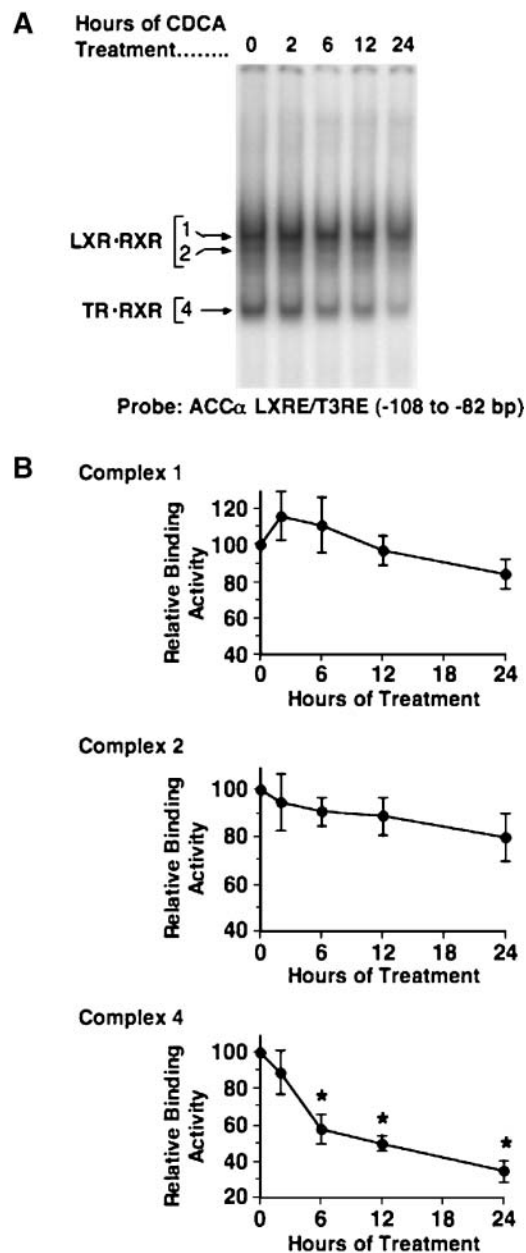 A
Hours of CDCA
Treatment........ 0 2 6 12 24
LXR·RXR 1
2
TR·RXR 4
Probe: ACCα LXRE/T3RE (-108 to -82 bp)
B
Complex 1
Relative Binding
Activity
120
100
80
60
40
0 6 12 18 24
Hours of Treatment
Complex 2
Relative Binding
Activity
100
80
60
40
0 6 12 18 24
Hours of Treatment
Complex 4
Relative Binding
Activity
100
80
60
40
20
* * *
0 6 12 18 24
Hours of Treatment